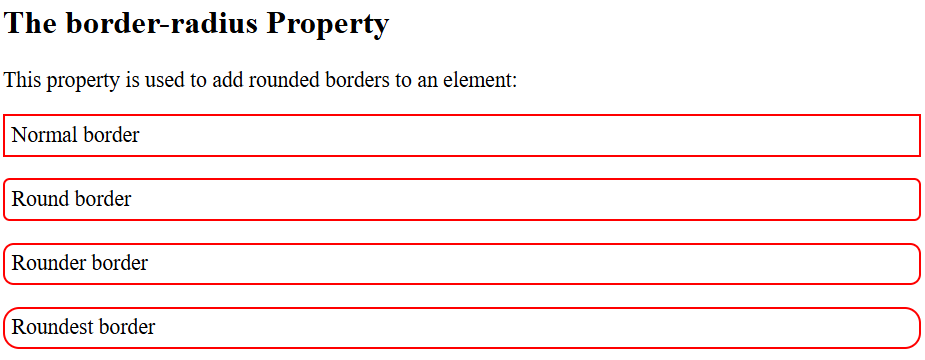 The border-radius Property
This property is used to add rounded borders to an element:
Normal border
Round border
Rounder border
Roundest border